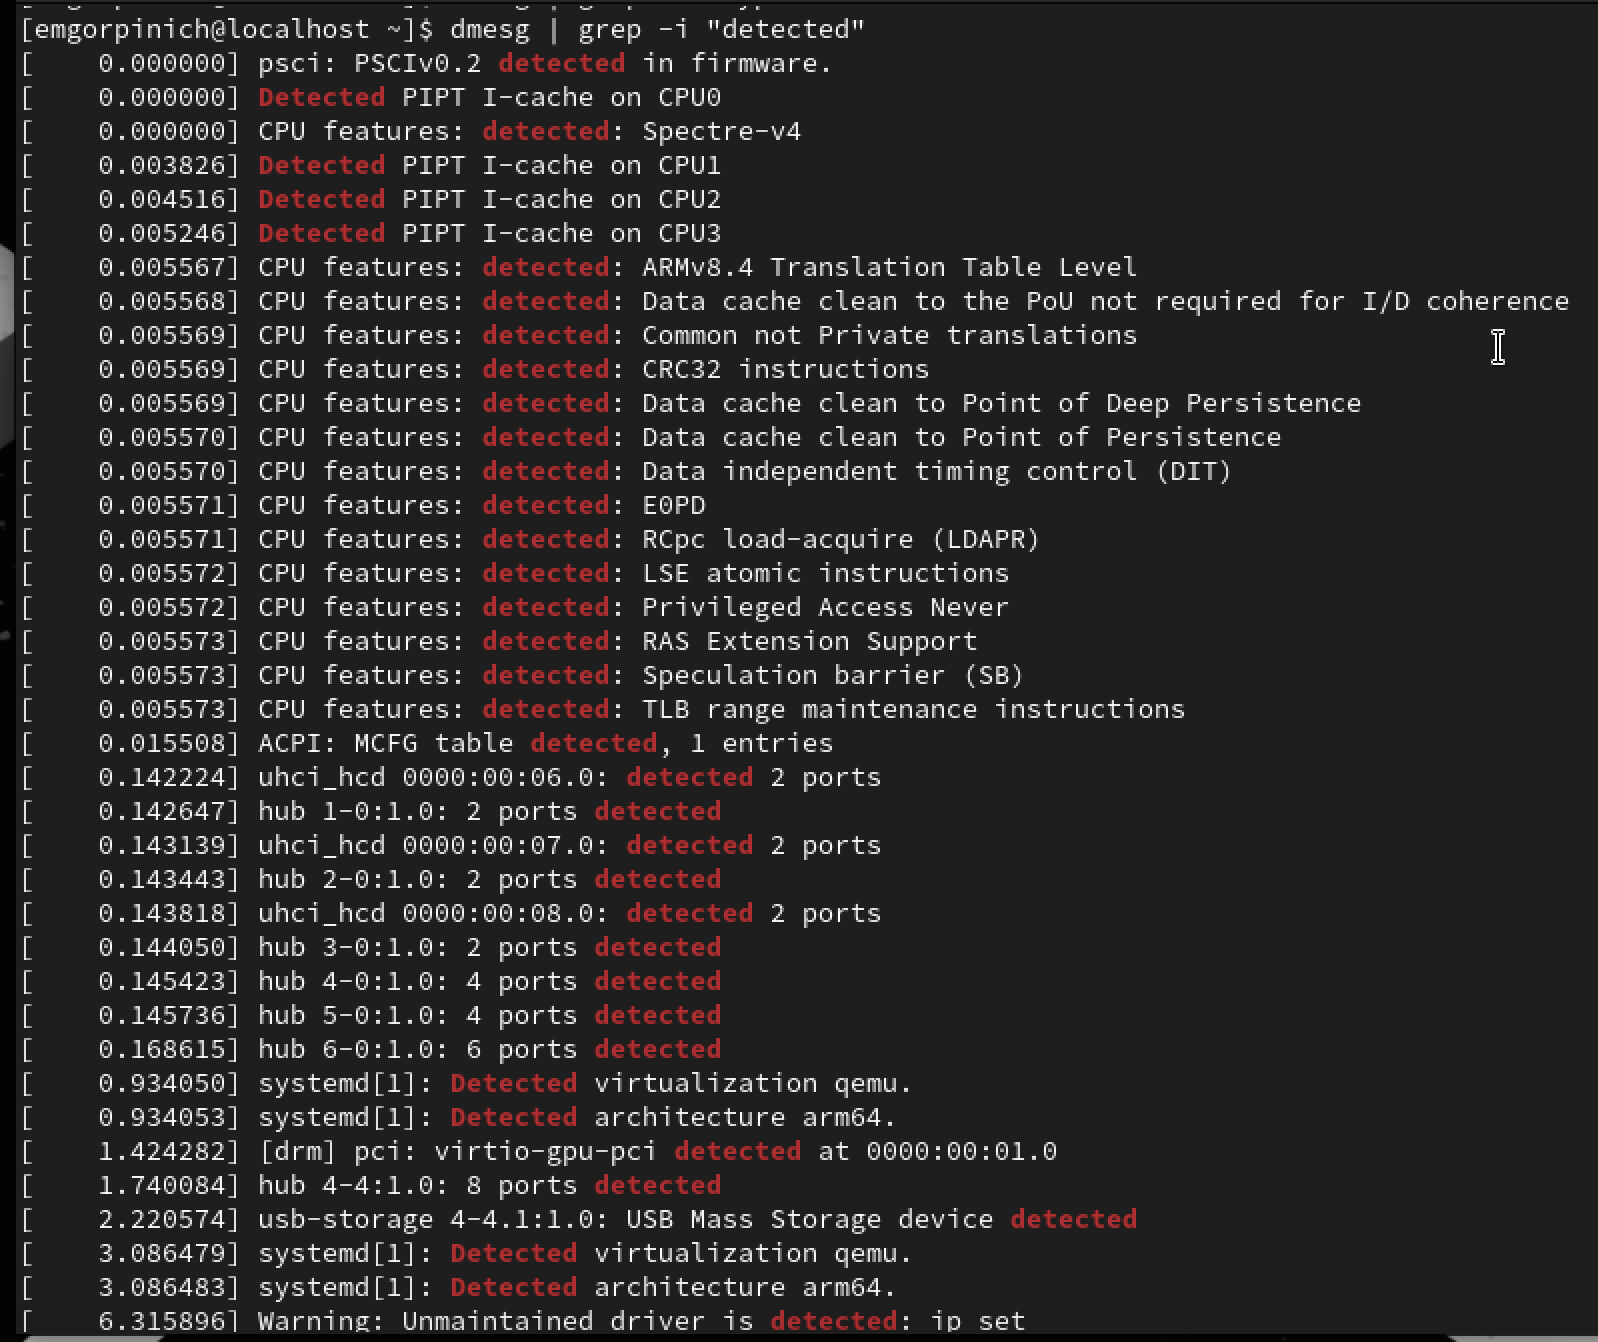 [emgorpinich@localhost ~]$ dmesg | grep -i "detected"
[    0.000000] psci: PSCIv0.2 detected in firmware.
[    0.000000] Detected PIPT I-cache on CPU0
[    0.000000] CPU features: detected: Spectre-v4
[    0.003826] Detected PIPT I-cache on CPU1
[    0.004516] Detected PIPT I-cache on CPU2
[    0.005246] Detected PIPT I-cache on CPU3
[    0.005567] CPU features: detected: ARMv8.4 Translation Table Level
[    0.005568] CPU features: detected: Data cache clean to the PoU not required for I/D coherence
[    0.005569] CPU features: detected: Common not Private translations
[    0.005569] CPU features: detected: CRC32 instructions
[    0.005569] CPU features: detected: Data cache clean to Point of Deep Persistence
[    0.005570] CPU features: detected: Data cache clean to Point of Persistence
[    0.005570] CPU features: detected: Data independent timing control (DIT)
[    0.005571] CPU features: detected: E0PD
[    0.005571] CPU features: detected: RCpc load-acquire (LDAPR)
[    0.005572] CPU features: detected: LSE atomic instructions
[    0.005572] CPU features: detected: Privileged Access Never
[    0.005573] CPU features: detected: RAS Extension Support
[    0.005573] CPU features: detected: Speculation barrier (SB)
[    0.005573] CPU features: detected: TLB range maintenance instructions
[    0.015508] ACPI: MCFG table detected, 1 entries
[    0.142224] uhci_hcd 0000:00:06.0: detected 2 ports
[    0.142647] hub 1-0:1.0: 2 ports detected
[    0.143139] uhci_hcd 0000:00:07.0: detected 2 ports
[    0.143443] hub 2-0:1.0: 2 ports detected
[    0.143818] uhci_hcd 0000:00:08.0: detected 2 ports
[    0.144050] hub 3-0:1.0: 2 ports detected
[    0.145423] hub 4-0:1.0: 4 ports detected
[    0.145736] hub 5-0:1.0: 4 ports detected
[    0.168615] hub 6-0:1.0: 6 ports detected
[    0.934050] systemd[1]: Detected virtualization qemu.
[    0.934053] systemd[1]: Detected architecture arm64.
[    1.424282] [drm] pci: virtio-gpu-pci detected at 0000:00:01.0
[    1.740084] hub 4-4:1.0: 8 ports detected
[    2.220574] usb-storage 4-4.1:1.0: USB Mass Storage device detected
[    3.086479] systemd[1]: Detected virtualization qemu.
[    3.086483] systemd[1]: Detected architecture arm64.
[    6.315896] Warning: Unmaintained driver is detected: ip set